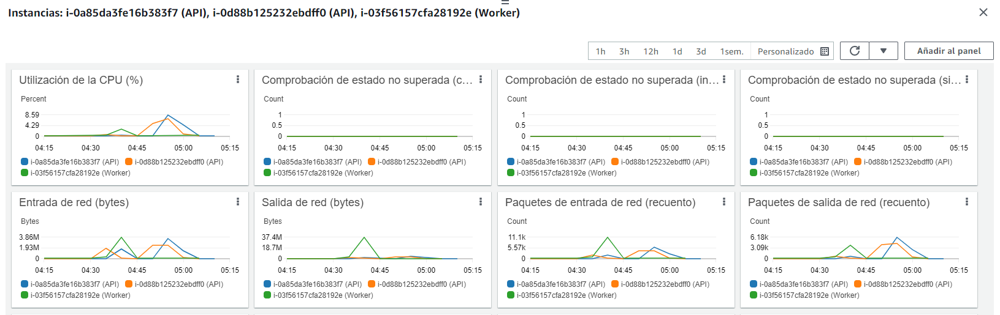 Instancias: i-0a85da3fe16b383f7 (API), i-0d88b125232ebdff0 (API), i-03f56157cfa28192e (Worker)
1h 3h 12h 1d 3d 1sem. Personalizado Añadir al panel
Utilización de la CPU (%)
Percent
8.59
4.29
0
04:15 04:30 04:45 05:00 05:15
i-0a85da3fe16b383f7 (API) i-0d88b125232ebdff0 (API)
i-03f56157cfa28192e (Worker)
Comprobación de estado no superada (c...
Count
1
0.5
0
04:15 04:30 04:45 05:00 05:15
i-0a85da3fe16b383f7 (API) i-0d88b125232ebdff0 (API)
i-03f56157cfa28192e (Worker)
Comprobación de estado no superada (in...
Count
1
0.5
0
04:15 04:30 04:45 05:00 05:15
i-0a85da3fe16b383f7 (API) i-0d88b125232ebdff0 (API)
i-03f56157cfa28192e (Worker)
Comprobación de estado no superada (si...
Count
1
0.5
0
04:15 04:30 04:45 05:00 05:15
i-0a85da3fe16b383f7 (API) i-0d88b125232ebdff0 (API)
i-03f56157cfa28192e (Worker)
Entrada de red (bytes)
Bytes
3.86M
1.93M
0
04:15 04:30 04:45 05:00 05:15
i-0a85da3fe16b383f7 (API) i-0d88b125232ebdff0 (API)
i-03f56157cfa28192e (Worker)
Salida de red (bytes)
Bytes
37.4M
18.7M
0
04:15 04:30 04:45 05:00 05:15
i-0a85da3fe16b383f7 (API) i-0d88b125232ebdff0 (API)
i-03f56157cfa28192e (Worker)
Paquetes de entrada de red (recuento)
Count
11.1k
5.57k
0
04:15 04:30 04:45 05:00 05:15
i-0a85da3fe16b383f7 (API) i-0d88b125232ebdff0 (API)
i-03f56157cfa28192e (Worker)
Paquetes de salida de red (recuento)
Count
6.18k
3.09k
0
04:15 04:30 04:45 05:00 05:15
i-0a85da3fe16b383f7 (API) i-0d88b125232ebdff0 (API)
i-03f56157cfa28192e (Worker)